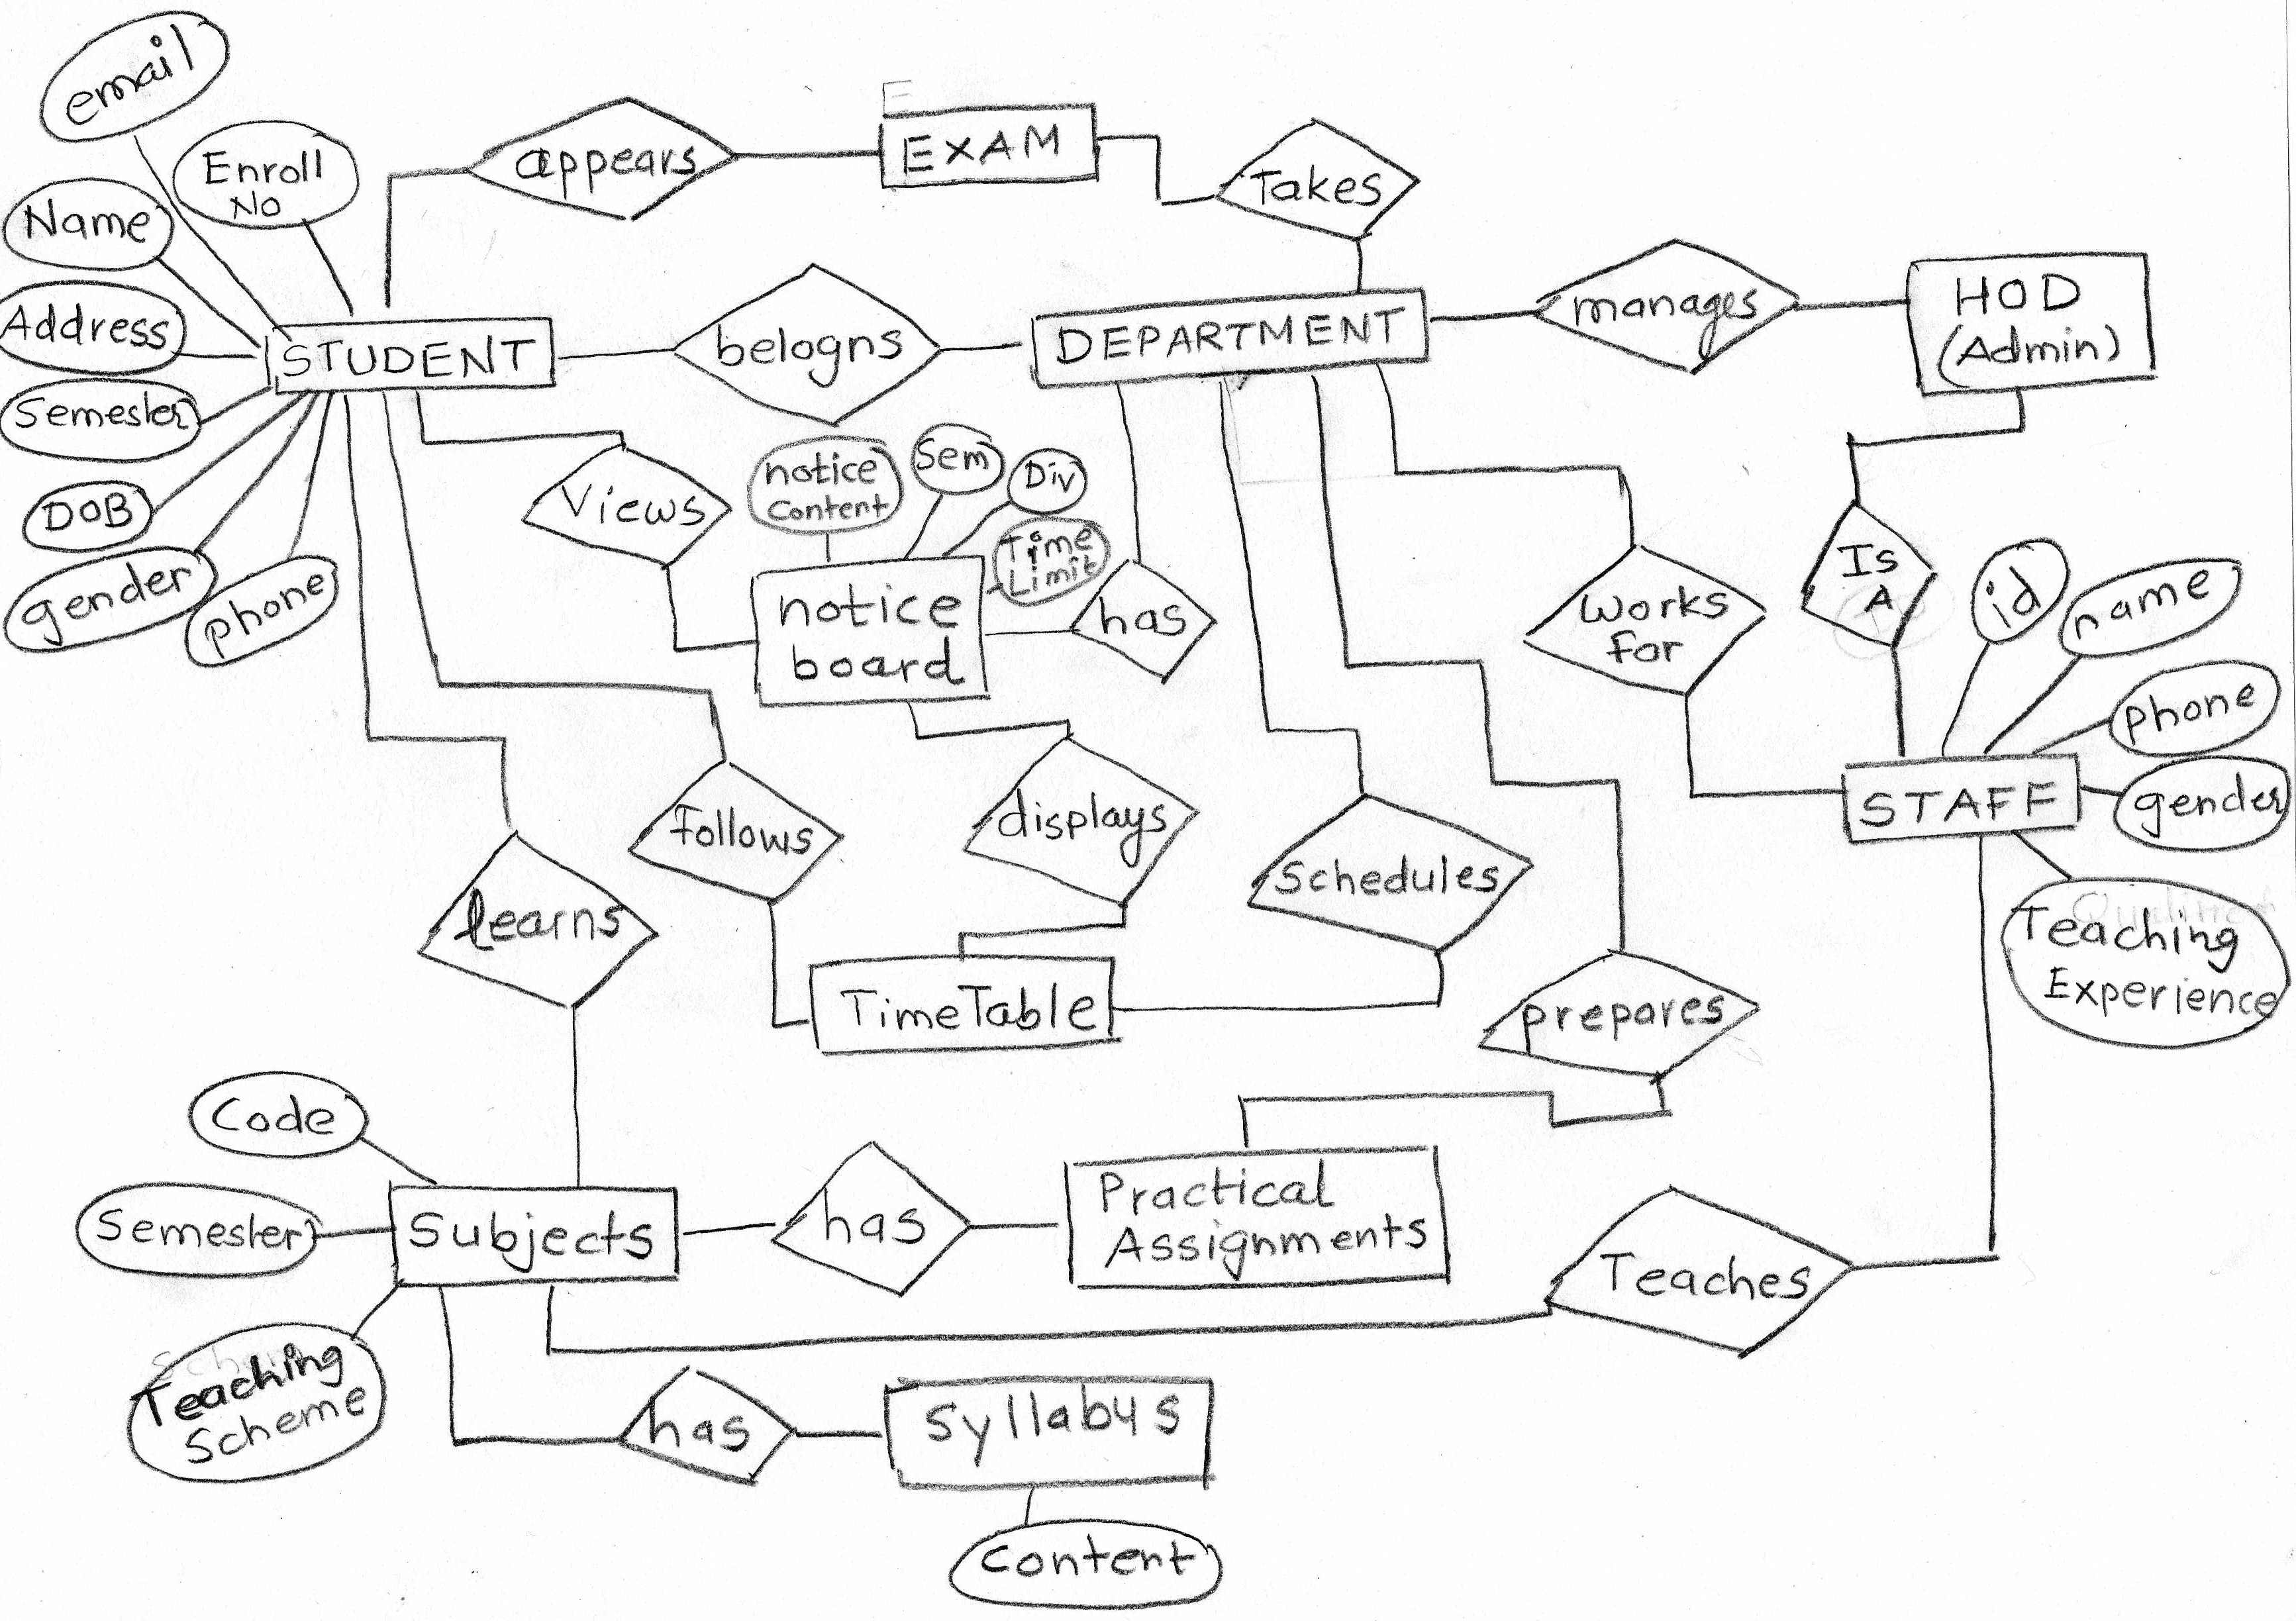 email
Enroll
No
Name
Address
Semester
DOB
gender
phone
STUDENT
appears
E
EXAM
Takes
belogns
DEPARTMENT
manages
HOD
(Admin)
Views
notice
Content
Sem
Div
Time
Limit
notice
board
has
works
for
Is
A
id
name
phone
gender
STAFF
Teaching
Experience
learns
follows
displays
Schedules
TimeTable
prepares
Code
Semester
Teaching
Scheme
Subjects
has
Practical
Assignments
Teaches
has
Syllabus
Content